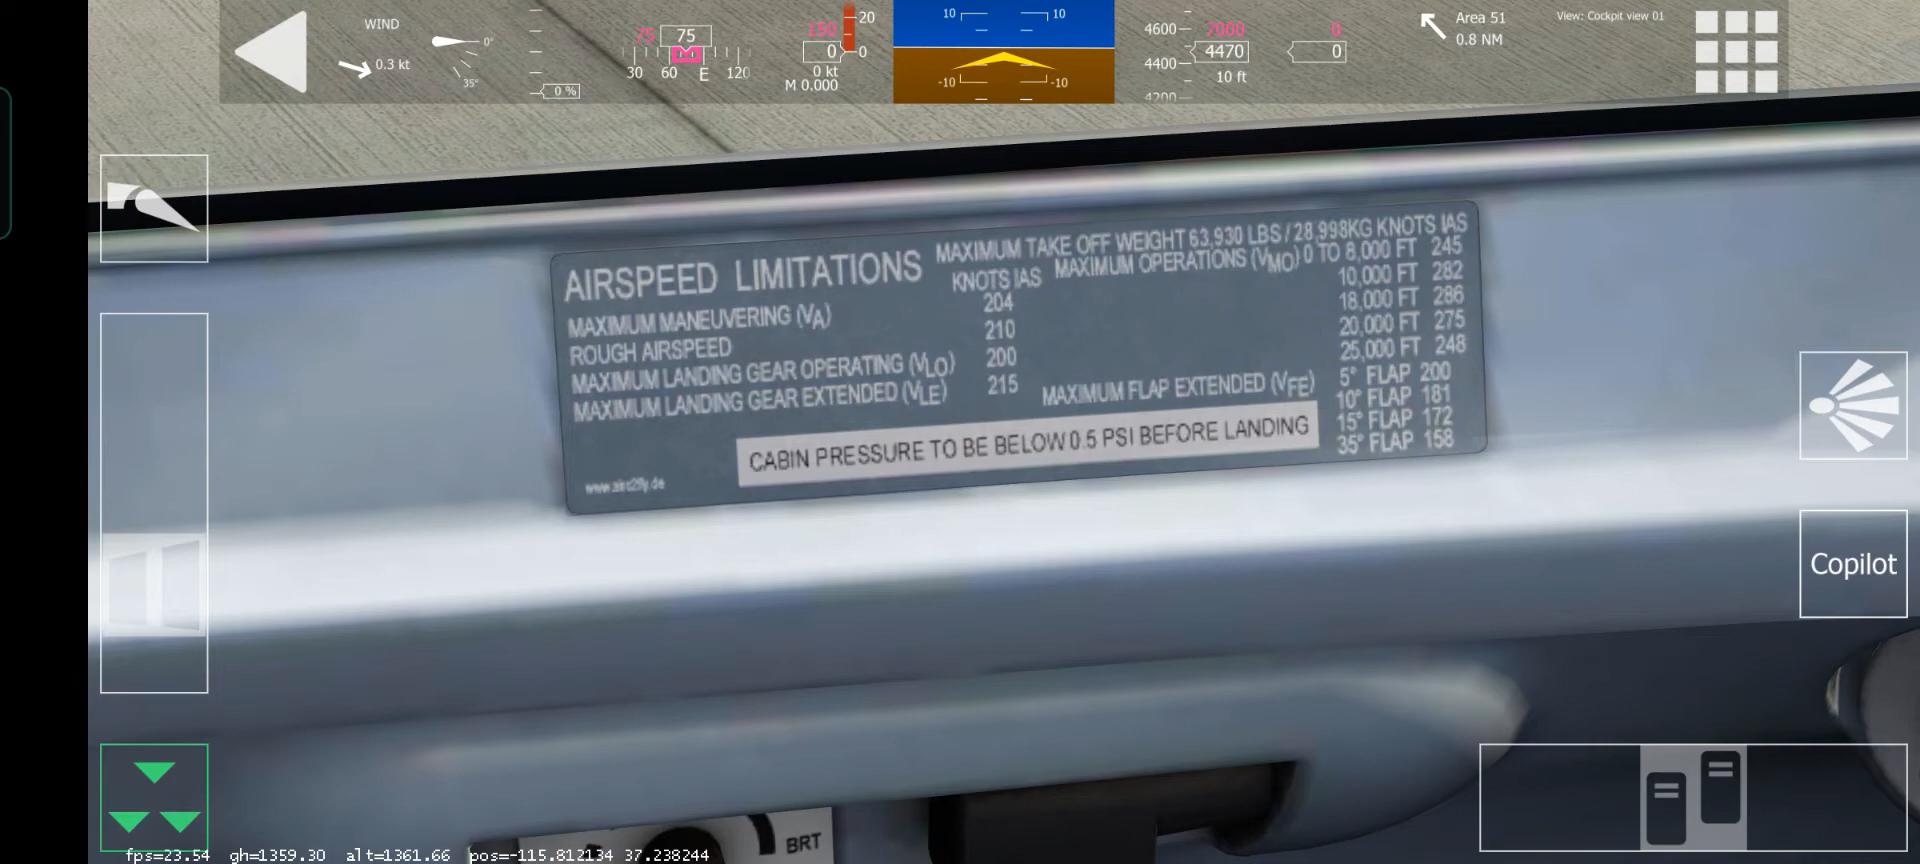 WIND
0.3 kt
0°
35°
0 %
75
75
30 60 E 120
±50
20
0
0
0 kt
M 0.000
10 10
-10 -10
7000
4600
4470
4400
10 ft
4200
0
0
Area 51
0.8 NM
View: Cockpit view 01
AIRSPEED LIMITATIONS
MAXIMUM TAKE OFF WEIGHT 63,930 LBS / 28,998KG KNOTS IAS
KNOTS IAS MAXIMUM OPERATIONS (VMO) 0 TO 8,000 FT 245
MAXIMUM MANEUVERING (VA) 204 10,000 FT 282
ROUGH AIRSPEED 210 18,000 FT 286
MAXIMUM LANDING GEAR OPERATING (VLO) 200 20,000 FT 275
MAXIMUM LANDING GEAR EXTENDED (VLE) 215 25,000 FT 248
MAXIMUM FLAP EXTENDED (VFE) 5° FLAP 200
10° FLAP 181
15° FLAP 172
35° FLAP 158
CABIN PRESSURE TO BE BELOW 0.5 PSI BEFORE LANDING
Copilot
BRT
fps=23.54 gh=1359.30 alt=1361.66 pos=-115.812134 37.238244